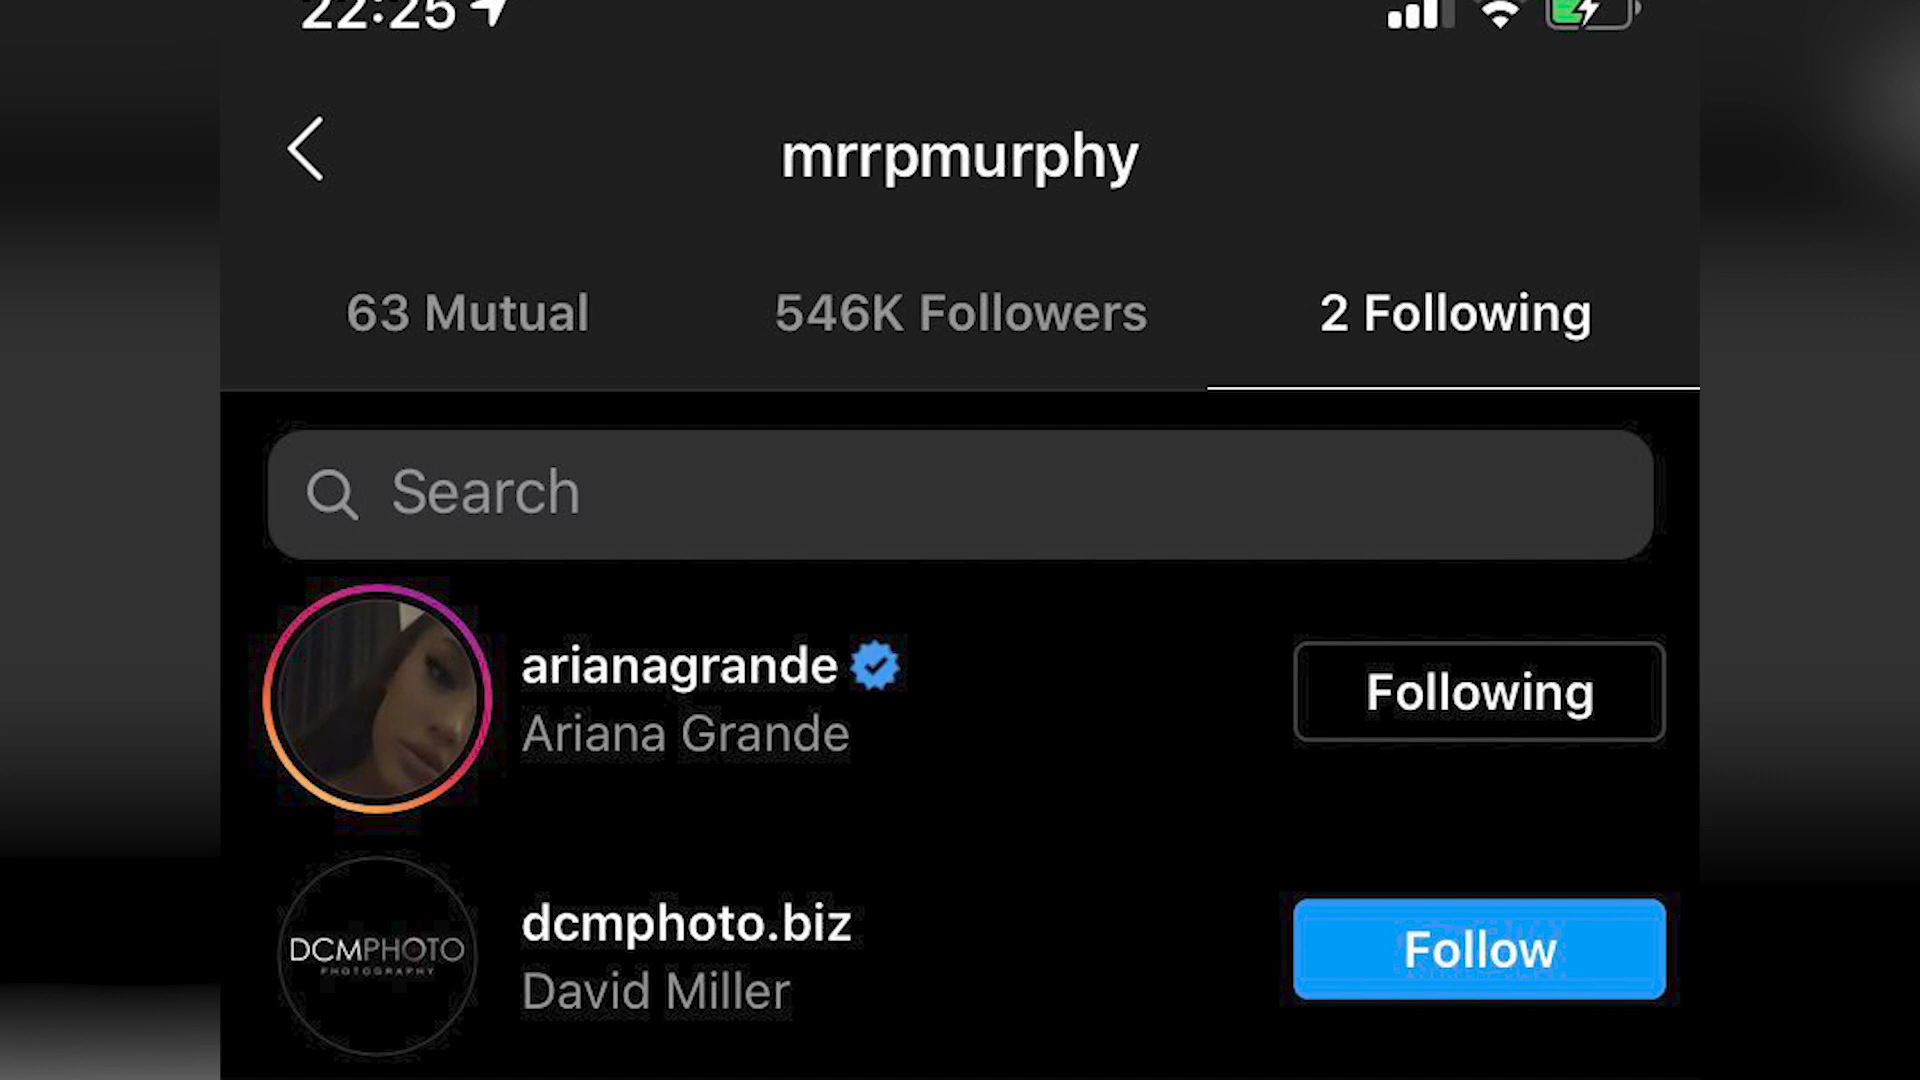 22:25
mrrpmurphy
63 Mutual
546K Followers
2 Following
Search
arianagrande
Ariana Grande
Following
DCMPHOTO
PHOTOGRAPHY
dcmphoto.biz
David Miller
Follow